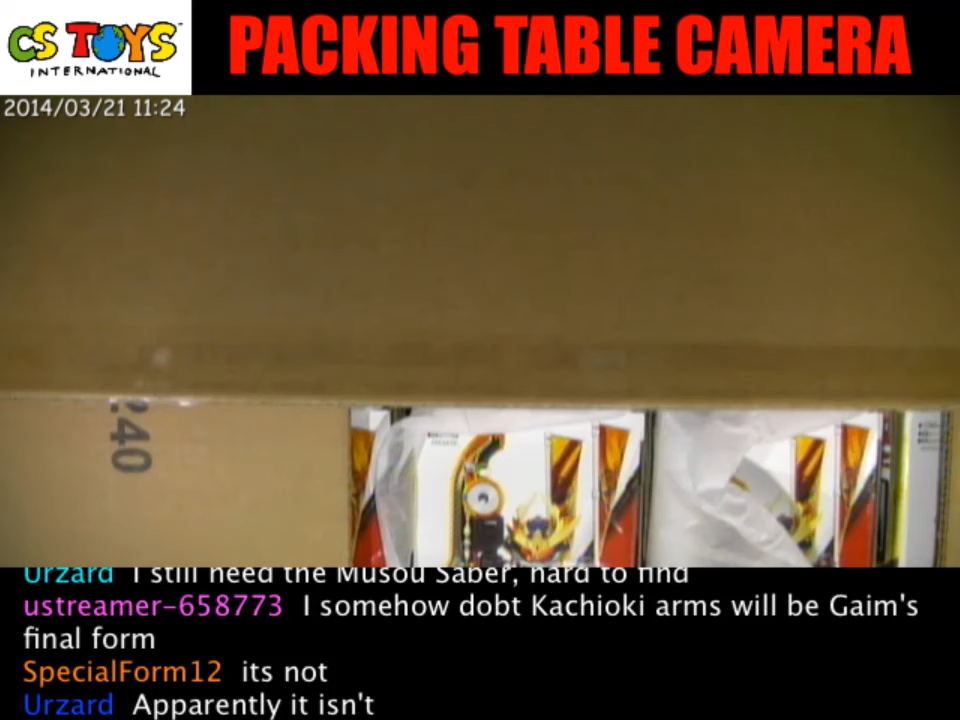 CS TOYS
INTERNATIONAL
PACKING TABLE CAMERA
2014/03/21 11:24
:40
Urzard I still need the Musou Saber, hard to find
ustreamer-658773 I somehow dobt Kachioki arms will be Gaim's
final form
SpecialForm12 its not
Urzard Apparently it isn't